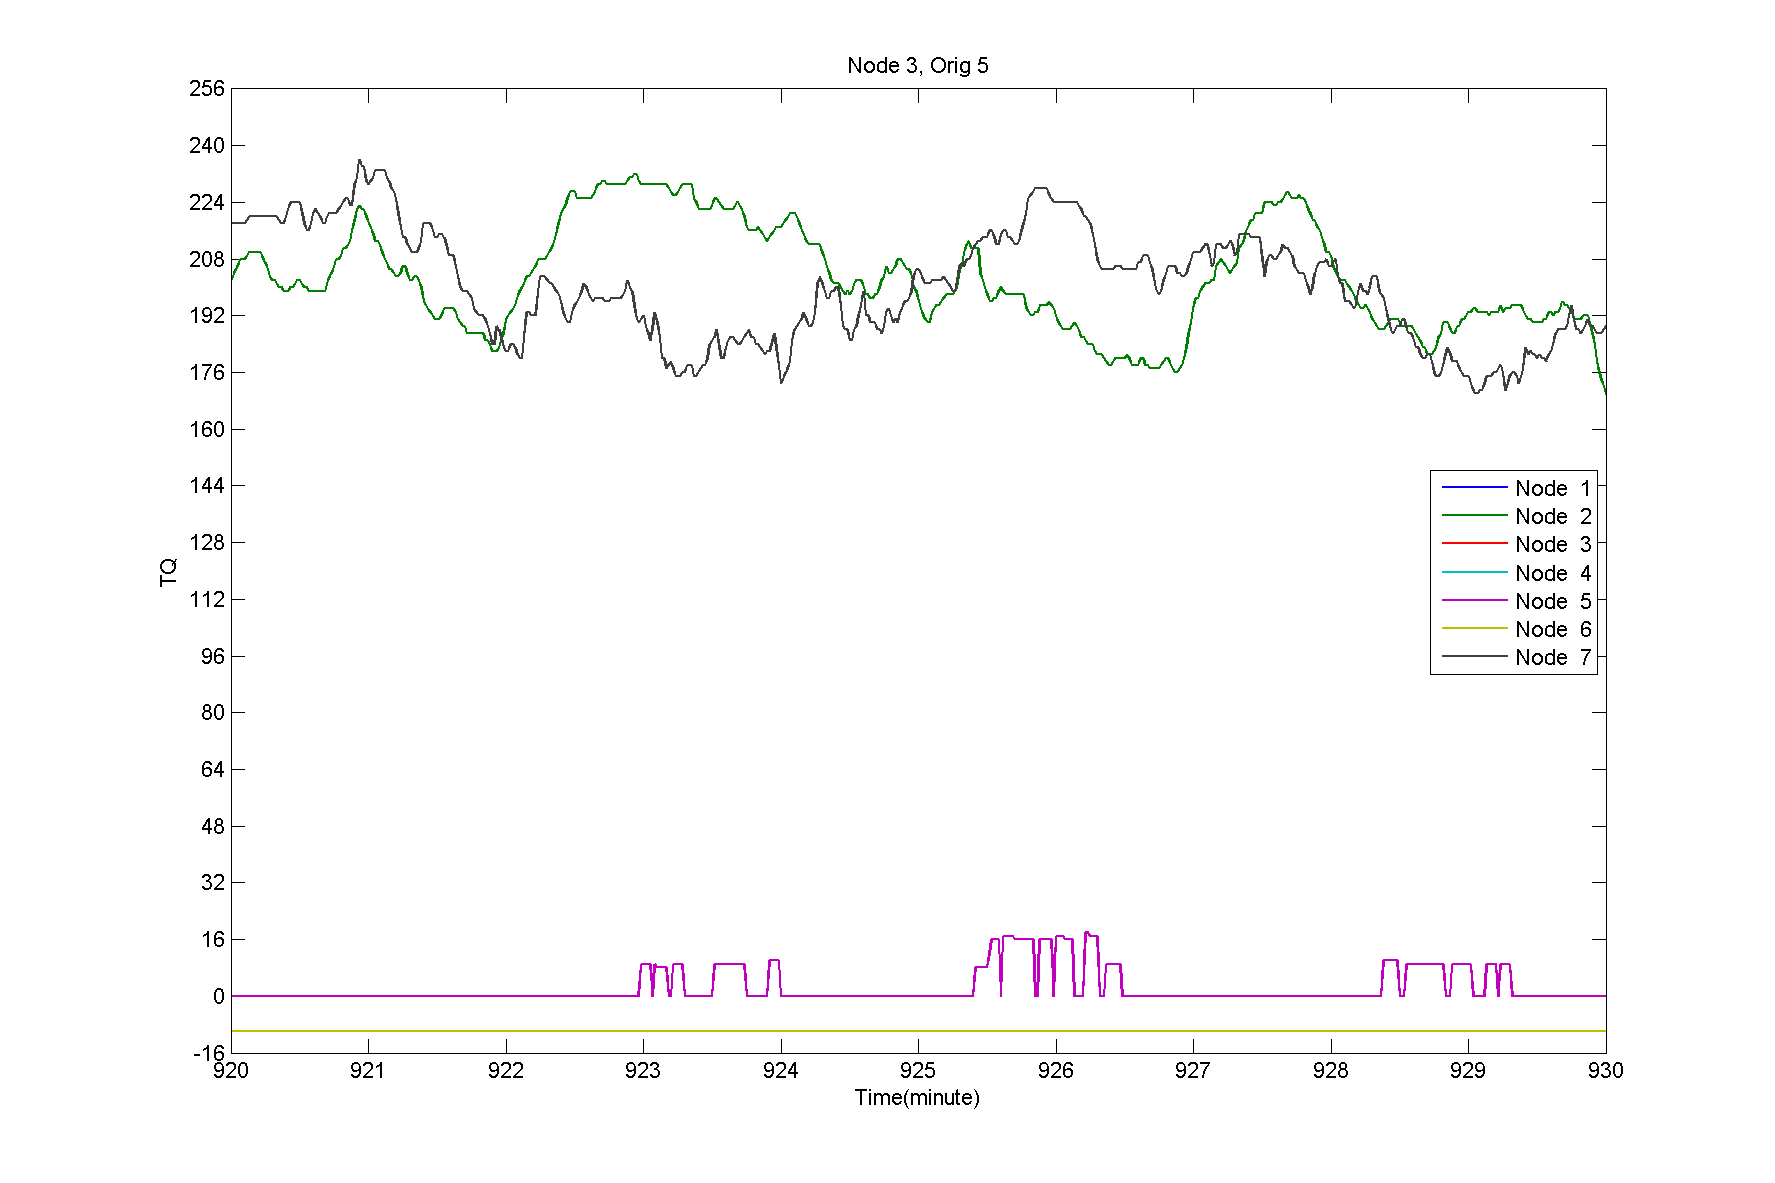 Node 3, Orig 5
256
240
224
208
192
176
160
144
128
112
96
80
64
48
32
16
0
-16
TQ
Node 1
Node 2
Node 3
Node 4
Node 5
Node 6
Node 7
920 921 922 923 924 925 926 927 928 929 930
Time(minute)